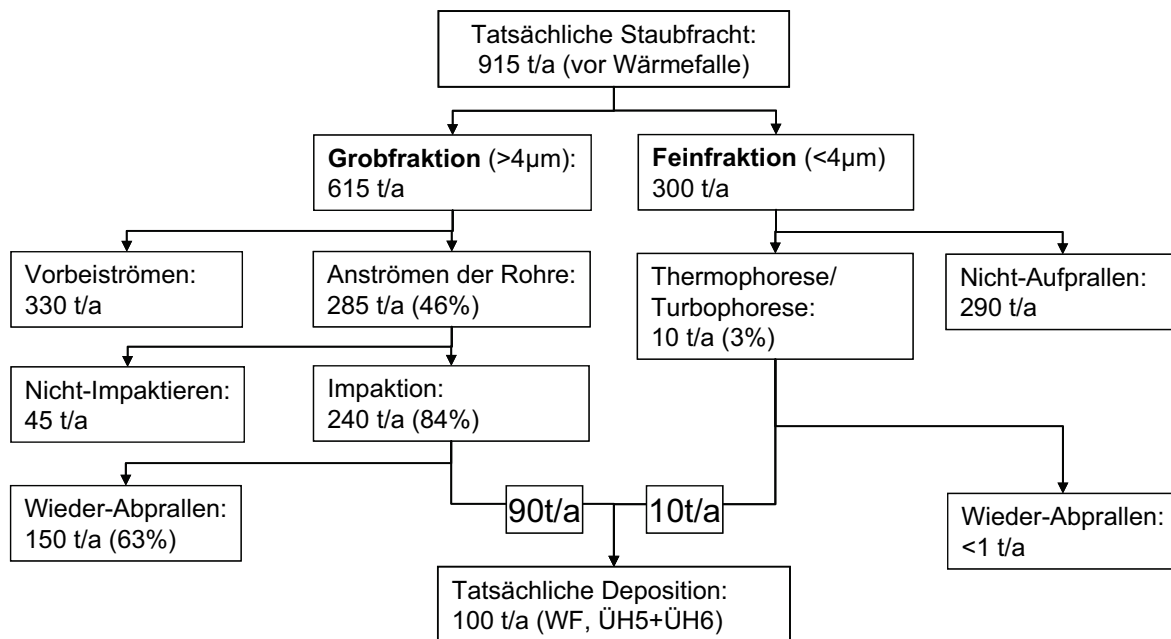 Tatsächliche Staubfracht:
915 t/a (vor Wärmefalle)
Grobfraktion (>4µm):
615 t/a
Feinfraktion (<4µm)
300 t/a
Vorbeiströmen:
330 t/a
Anströmen der Rohre:
285 t/a (46%)
Thermophorese/
Turbophorese:
10 t/a (3%)
Nicht-Aufprallen:
290 t/a
Nicht-Impaktieren:
45 t/a
Impaktion:
240 t/a (84%)
Wieder-Abprallen:
150 t/a (63%)
90t/a
10t/a
Wieder-Abprallen:
<1 t/a
Tatsächliche Deposition:
100 t/a (WF, ÜH5+ÜH6)